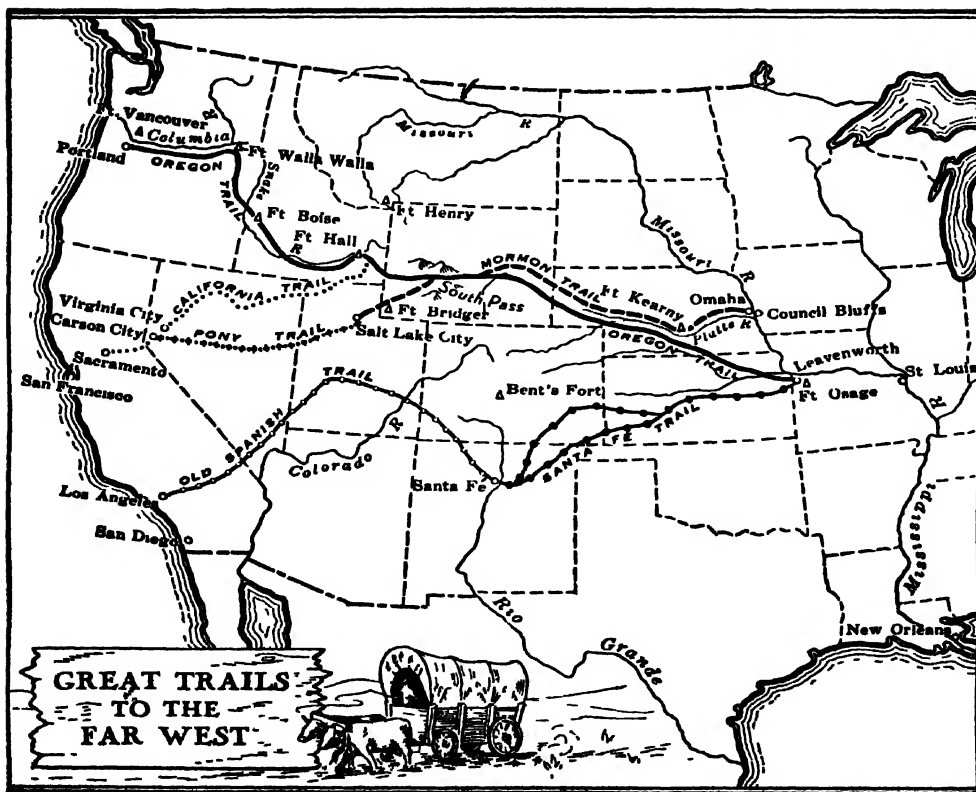 Ft. Vancouver
Columbia
R
Portland
OREGON TRAIL
Ft Walla Walla
Snake
R
Ft Boise
Ft Hall
Ft Henry
Missouri R
Missouri R
MORMON TRAIL
South Pass
Ft Kearny
Omaha
Council Bluffs
Platte R
OREGON TRAIL
Virginia City
CALIFORNIA TRAIL
Carson City
PONY TRAIL
Ft Bridger
Salt Lake City
Sacramento
San Francisco
Leavenworth
St Louis
Ft Osage
R
Bent's Fort
OLD SPANISH TRAIL
SANTA FE TRAIL
Colorado R
Santa Fé
Los Angeles
San Diego
Mississippi
New Orleans
Rio Grande
GREAT TRAILS
TO THE
FAR WEST